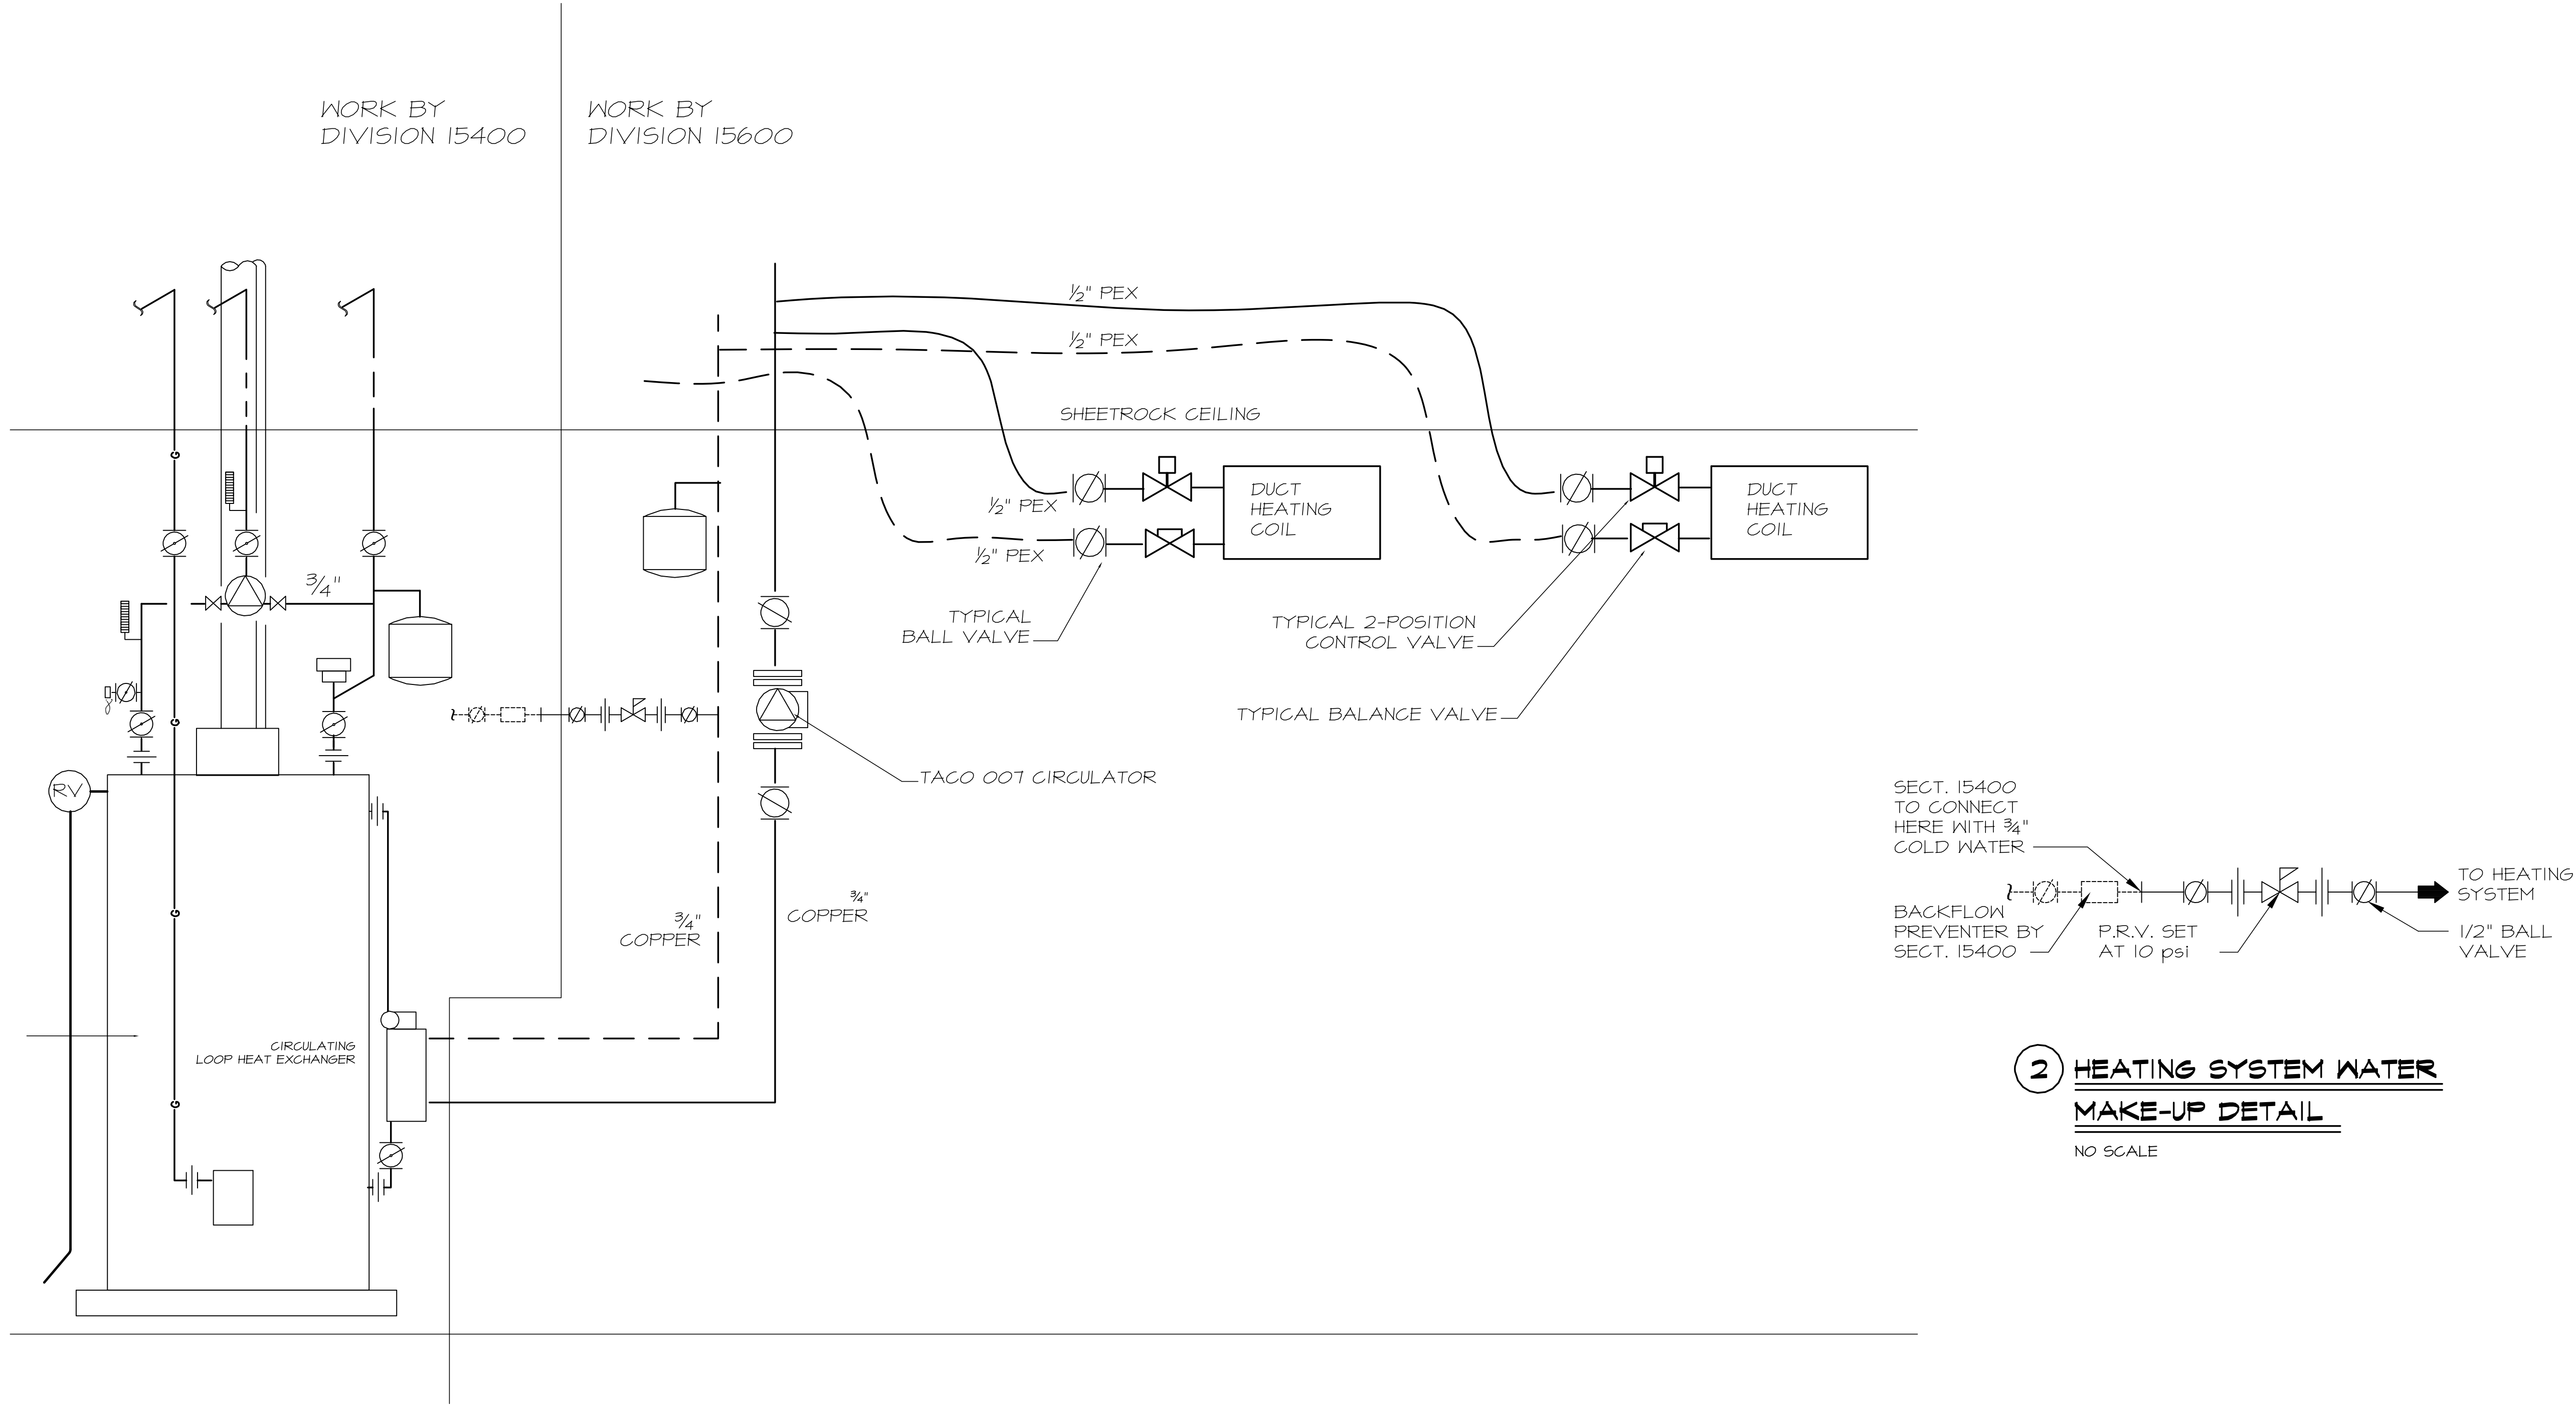 WORK BY
DIVISION 15400
WORK BY
DIVISION 15600
½" PEX
½" PEX
SHEETROCK CEILING
G
½" PEX
½" PEX
DUCT
HEATING
COIL
DUCT
HEATING
COIL
¾"
TYPICAL
BALL VALVE
TYPICAL 2-POSITION
CONTROL VALVE
TYPICAL BALANCE VALVE
G
TACO 007 CIRCULATOR
RV
G
¾"
COPPER
¾"
COPPER
CIRCULATING
LOOP HEAT EXCHANGER
G
SECT. 15400
TO CONNECT
HERE WITH ¾"
COLD WATER
BACKFLOW
PREVENTER BY
SECT. 15400
P.R.V. SET
AT 10 psi
TO HEATING
SYSTEM
1/2" BALL
VALVE
2 HEATING SYSTEM WATER
MAKE-UP DETAIL
NO SCALE